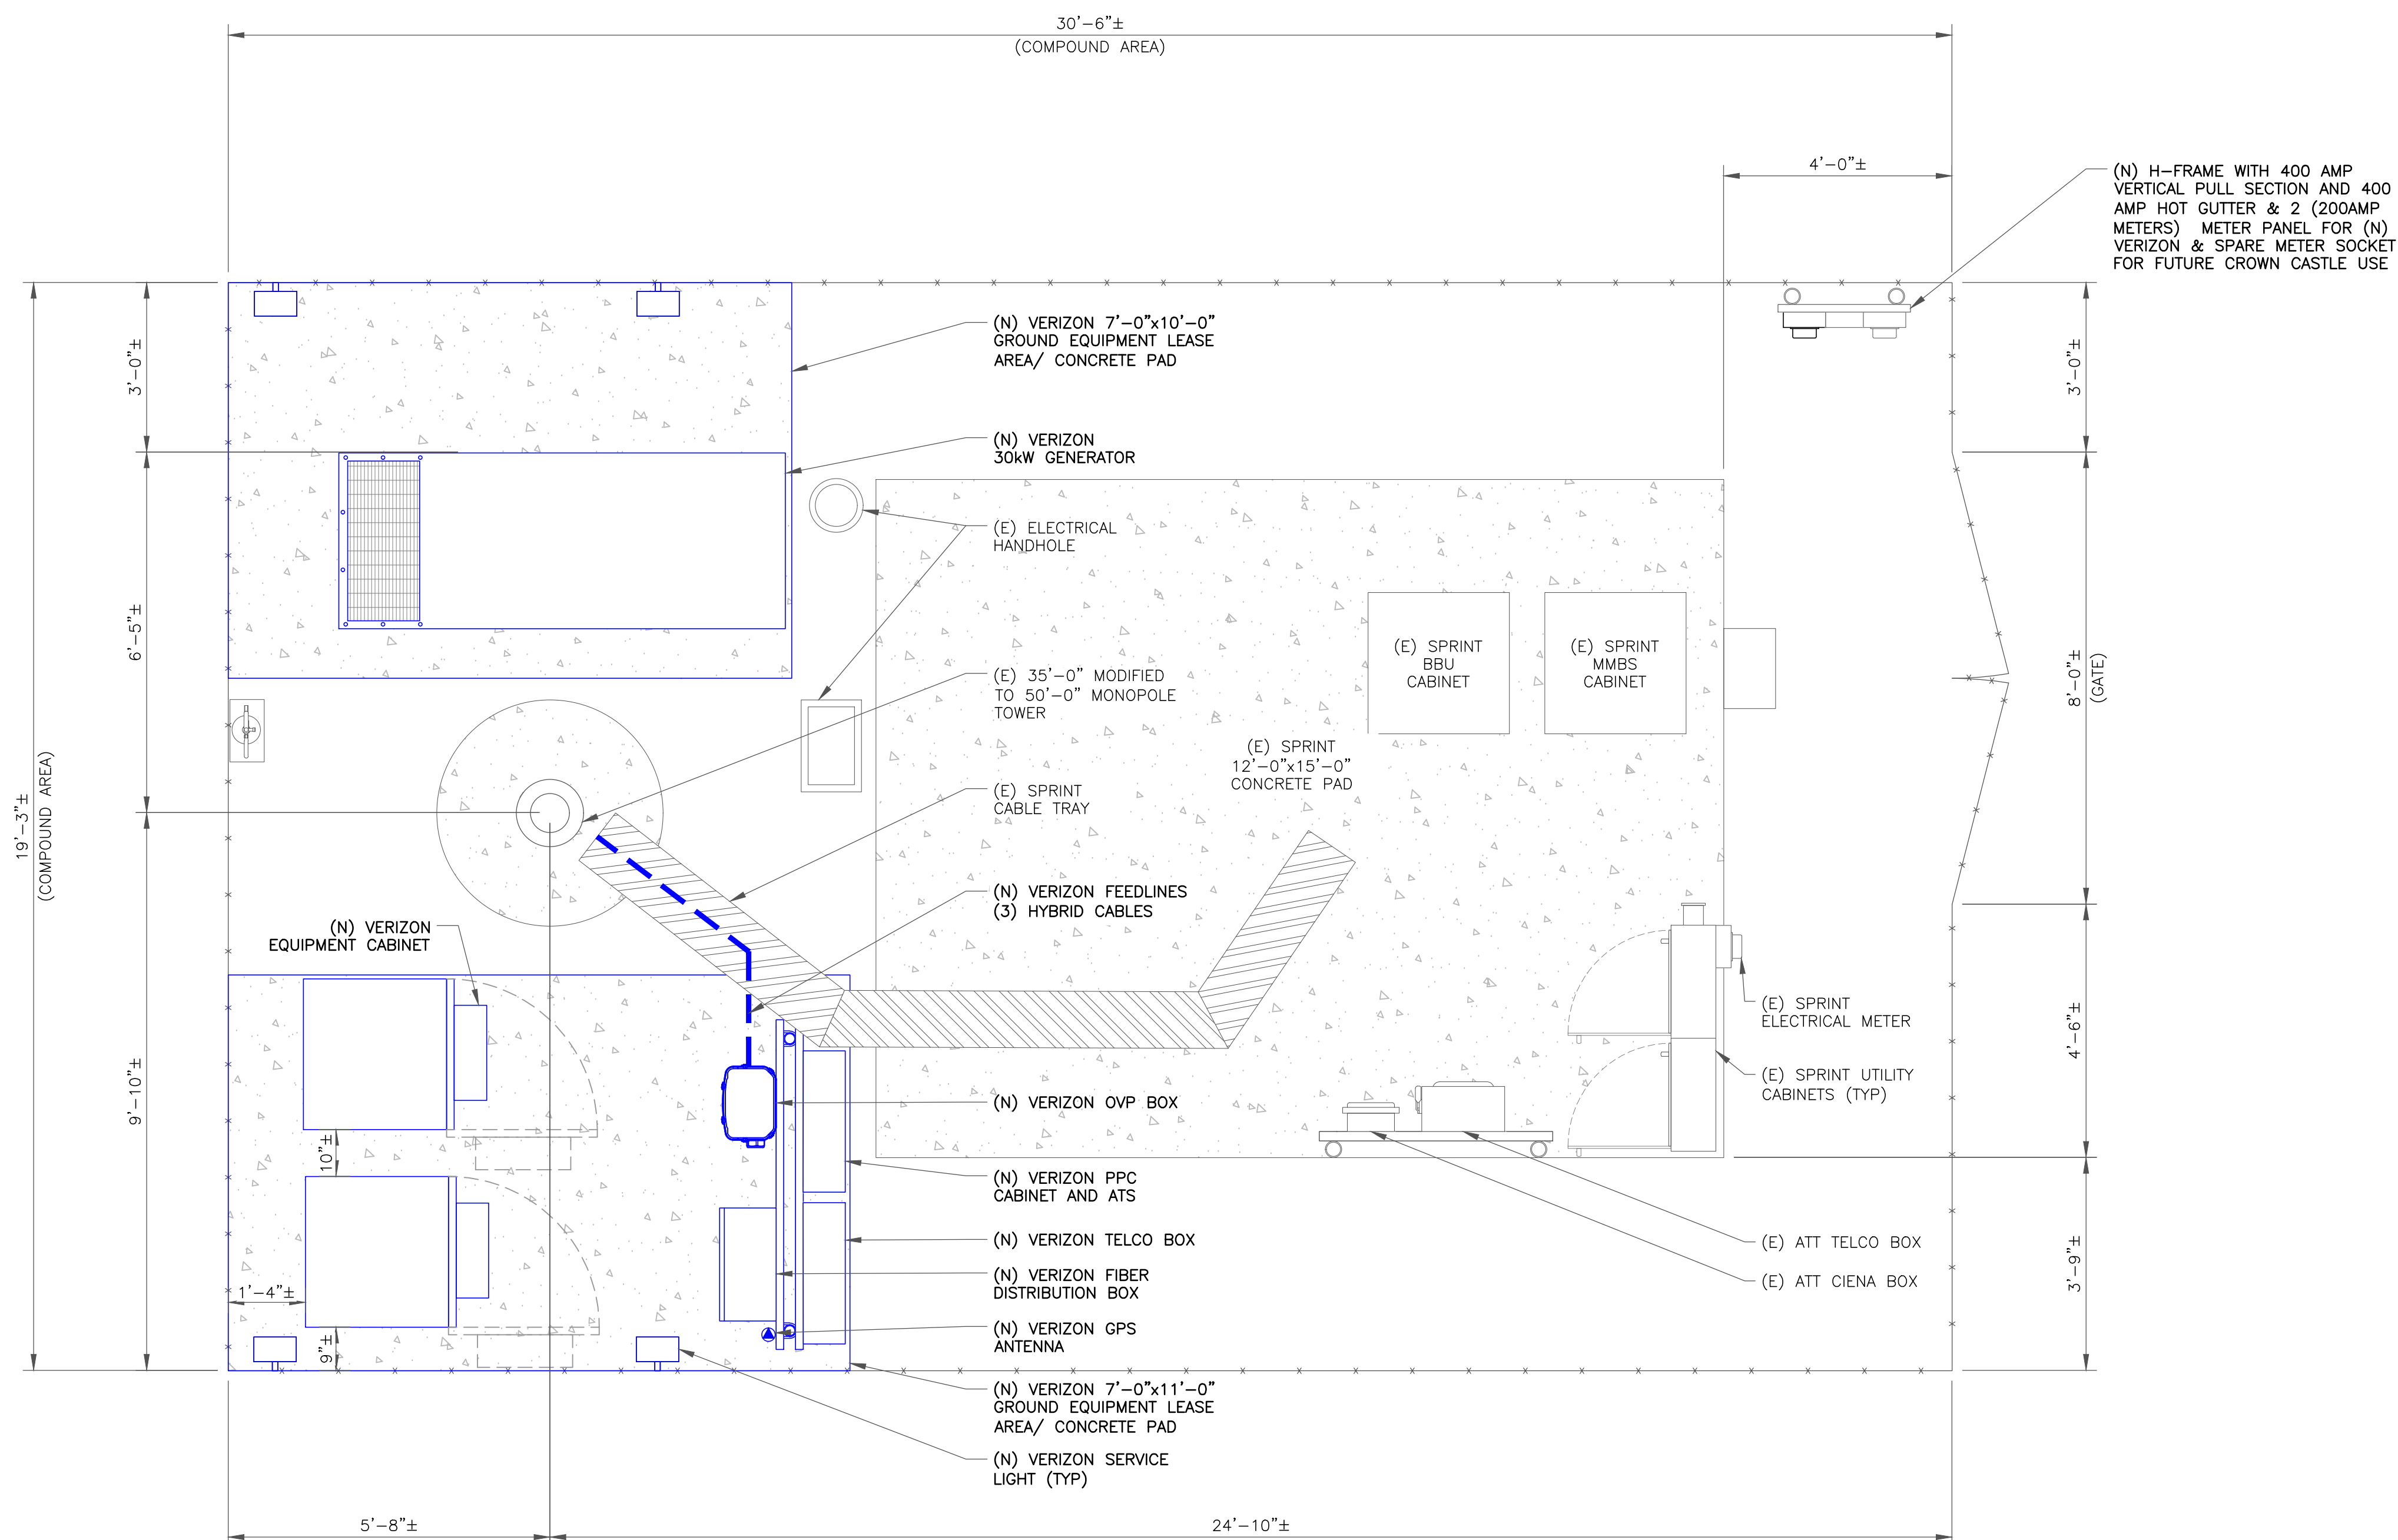 30'-6"±
(COMPOUND AREA)
4'-0"±
(N) H-FRAME WITH 400 AMP
VERTICAL PULL SECTION AND 400
AMP HOT GUTTER & 2 (200AMP
METERS) METER PANEL FOR (N)
VERIZON & SPARE METER SOCKET
FOR FUTURE CROWN CASTLE USE
3'-0"±
6'-5"±
19'-3"±
(COMPOUND AREA)
9'-10"±
(N) VERIZON 7'-0"x10'-0"
GROUND EQUIPMENT LEASE
AREA/ CONCRETE PAD
(N) VERIZON
30kW GENERATOR
(E) ELECTRICAL
HANDHOLE
(E) 35'-0" MODIFIED
TO 50'-0" MONOPOLE
TOWER
(E) SPRINT
CABLE TRAY
(N) VERIZON FEEDLINES
(3) HYBRID CABLES
(E) SPRINT
BBU
CABINET
(E) SPRINT
MMBS
CABINET
(E) SPRINT
12'-0"x15'-0"
CONCRETE PAD
3'-0"±
8'-0"±
(GATE)
4'-6"±
3'-9"±
(N) VERIZON
EQUIPMENT CABINET
10"±
1'-4"±
9"±
(N) VERIZON OVP BOX
(N) VERIZON PPC
CABINET AND ATS
(N) VERIZON TELCO BOX
(N) VERIZON FIBER
DISTRIBUTION BOX
(N) VERIZON GPS
ANTENNA
(N) VERIZON 7'-0"x11'-0"
GROUND EQUIPMENT LEASE
AREA/ CONCRETE PAD
(N) VERIZON SERVICE
LIGHT (TYP)
(E) SPRINT
ELECTRICAL METER
(E) SPRINT UTILITY
CABINETS (TYP)
(E) ATT TELCO BOX
(E) ATT CIENA BOX
5'-8"±
24'-10"±